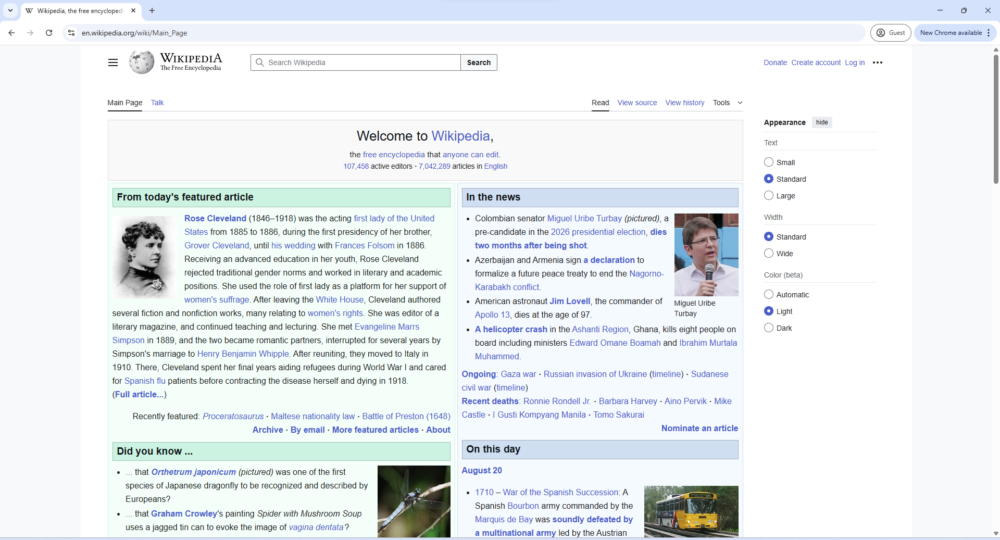 Wikipedia, the free encyclopedi
en.wikipedia.org/wiki/Main_Page
Guest
New Chrome available
WIKIPEDIA
The Free Encyclopedia
Search Wikipedia
Search
Donate Create account Log in
Main Page Talk
Read View source View history Tools
Welcome to Wikipedia,
the free encyclopedia that anyone can edit.
107,458 active editors · 7,042,289 articles in English
From today's featured article
Rose Cleveland (1846–1918) was the acting first lady of the United
States from 1885 to 1886, during the first presidency of her brother,
Grover Cleveland, until his wedding with Frances Folsom in 1886.
Receiving an advanced education in her youth, Rose Cleveland
rejected traditional gender norms and worked in literary and academic
positions. She used the role of first lady as a platform for her support of
women's suffrage. After leaving the White House, Cleveland authored
several fiction and nonfiction works, many relating to women's rights. She was editor of a
literary magazine, and continued teaching and lecturing. She met Evangeline Marrs
Simpson in 1889, and the two became romantic partners, interrupted for several years by
Simpson's marriage to Henry Benjamin Whipple. After reuniting, they moved to Italy in
1910. There, Cleveland spent her final years aiding refugees during World War I and cared
for Spanish flu patients before contracting the disease herself and dying in 1918.
(Full article...)
Recently featured: Proceratosaurus · Maltese nationality law · Battle of Preston (1648)
Archive · By email · More featured articles · About
Did you know ...
... that Orthetrum japonicum (pictured) was one of the first
species of Japanese dragonfly to be recognized and described by
Europeans?
... that Graham Crowley's painting Spider with Mushroom Soup
uses a jagged tin can to evoke the image of vagina dentata?
In the news
Colombian senator Miguel Uribe Turbay (pictured), a
pre-candidate in the 2026 presidential election, dies
two months after being shot.
Azerbaijan and Armenia sign a declaration to
formalize a future peace treaty to end the Nagorno-
Karabakh conflict.
American astronaut Jim Lovell, the commander of
Apollo 13, dies at the age of 97.
Miguel Uribe
Turbay
A helicopter crash in the Ashanti Region, Ghana, kills eight people on
board including ministers Edward Omane Boamah and Ibrahim Murtala
Muhammed.
Ongoing: Gaza war · Russian invasion of Ukraine (timeline) · Sudanese
civil war (timeline)
Recent deaths: Ronnie Rondell Jr. · Barbara Harvey · Aino Pervik · Mike
Castle · I Gusti Kompyang Manila · Tomo Sakurai
Nominate an article
On this day
August 20
1710 – War of the Spanish Succession: A
Spanish Bourbon army commanded by the
Marquis de Bay was soundly defeated by
a multinational army led by the Austrian
Appearance hide
Text
Small
Standard
Large
Width
Standard
Wide
Color (beta)
Automatic
Light
Dark